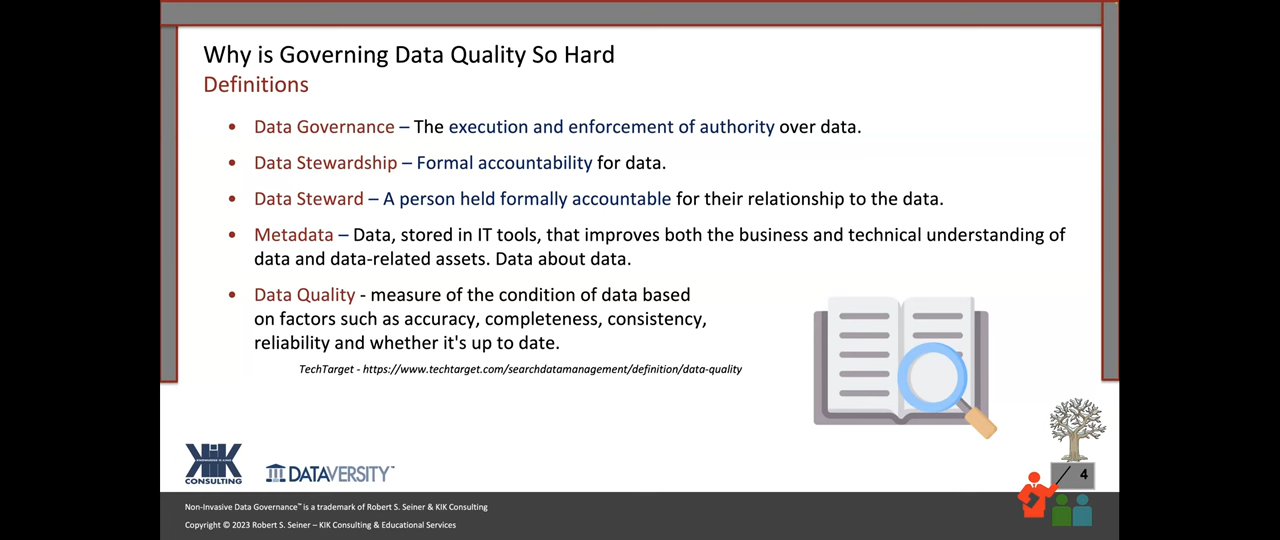 Why is Governing Data Quality So Hard
Definitions
• Data Governance – The execution and enforcement of authority over data.
• Data Stewardship – Formal accountability for data.
• Data Steward – A person held formally accountable for their relationship to the data.
• Metadata – Data, stored in IT tools, that improves both the business and technical understanding of
data and data-related assets. Data about data.
• Data Quality - measure of the condition of data based
on factors such as accuracy, completeness, consistency,
reliability and whether it's up to date.
TechTarget - https://www.techtarget.com/searchdatamanagement/definition/data-quality
KIK
CONSULTING
DATAVERSITY™
4
Non-Invasive Data Governance™ is a trademark of Robert S. Seiner & KIK Consulting
Copyright © 2023 Robert S. Seiner – KIK Consulting & Educational Services